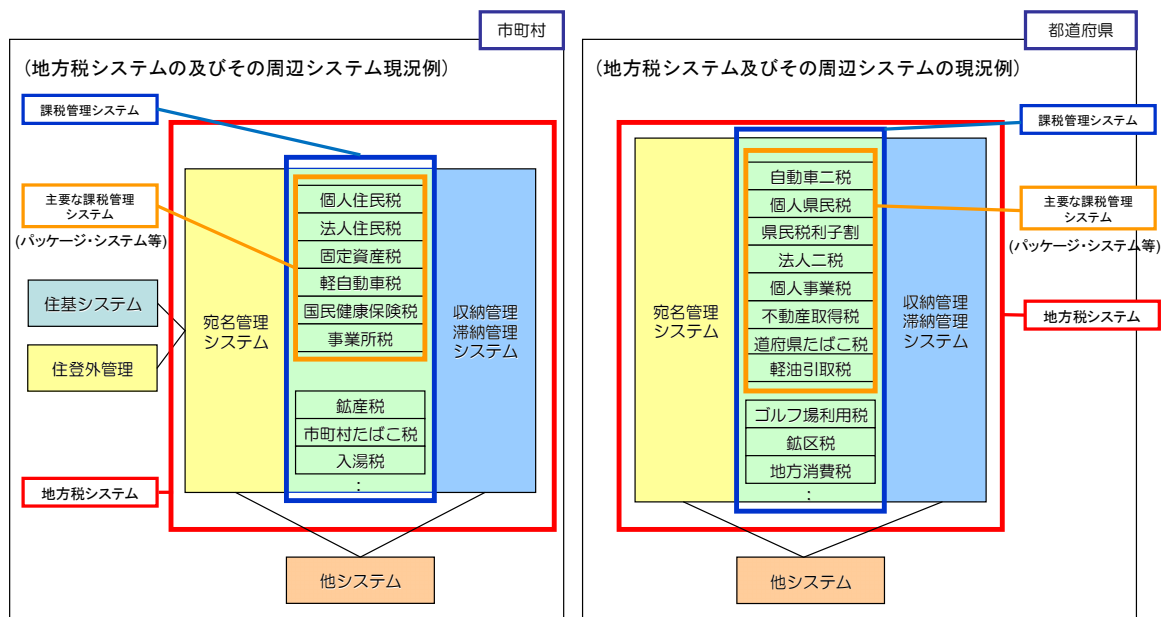 市町村
(地方税システムの及びその周辺システム現況例)
課税管理システム
主要な課税管理
システム
(パッケージ・システム等)
住基システム
住登外管理
地方税システム
宛名管理
システム
個人住民税
法人住民税
固定資産税
軽自動車税
国民健康保険税
事業所税
鉱産税
市町村たばこ税
入湯税
:
収納管理
滞納管理
システム
他システム
都道府県
(地方税システム及びその周辺システムの現況例)
課税管理システム
主要な課税管理
システム
(パッケージ・システム等)
地方税システム
宛名管理
システム
自動車二税
個人県民税
県民税利子割
法人二税
個人事業税
不動産取得税
道府県たばこ税
軽油引取税
ゴルフ場利用税
鉱区税
地方消費税
:
収納管理
滞納管理
システム
他システム